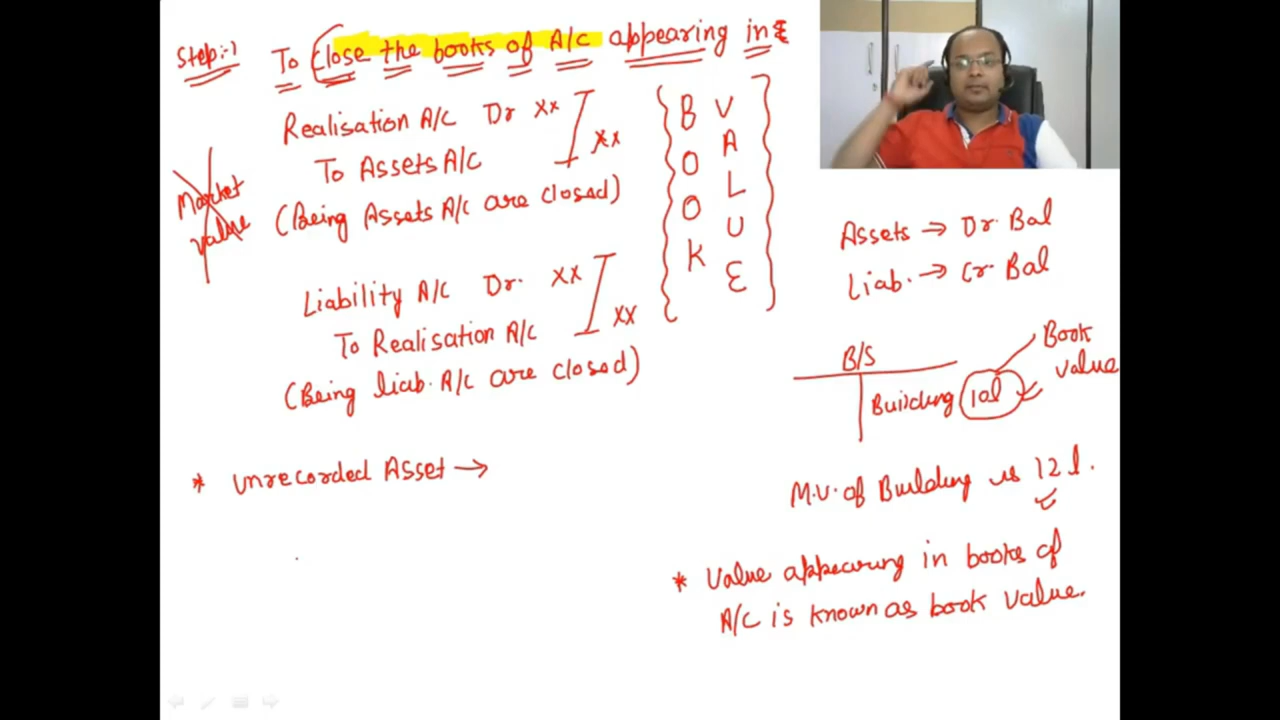 Step:-1 To Close the books of A/c appearing in
Realisation A/c Dr xx
To Assets A/c xx
(Being Assets A/c are closed)
Market
value
Liability A/c Dr. xx
To Realisation A/c xx
(Being liab. A/c are closed)
BOOK
VALUE
* Unrecorded Asset →
Assets → Dr. Bal
Liab. → Cr. Bal
B/S
Building 10l
Book
value
M.V. of Building is 12 l.
* Value appearing in books of
A/c is known as book value.